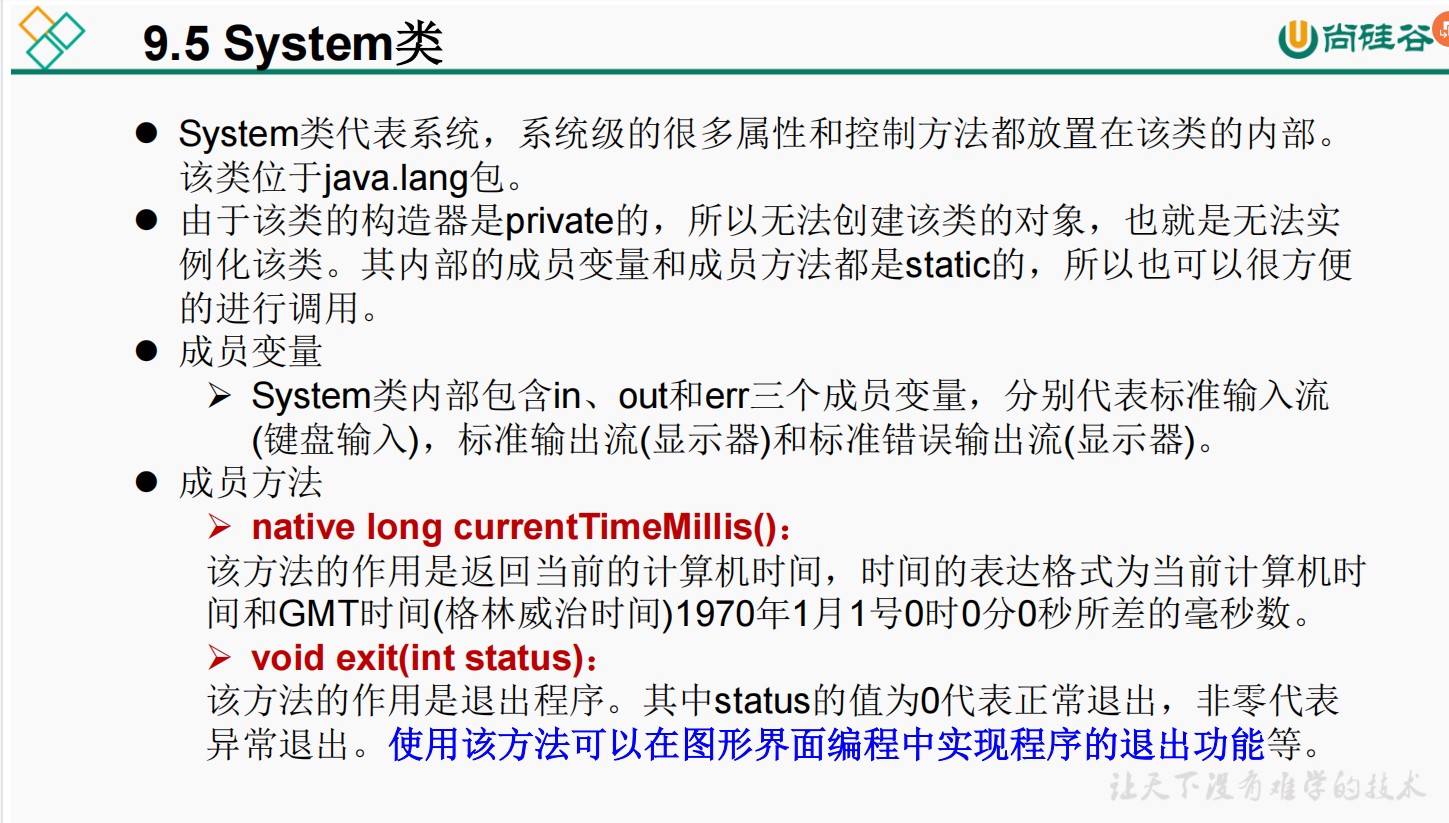 9.5 System类
尚硅谷
● System类代表系统，系统级的很多属性和控制方法都放置在该类的内部。
该类位于java.lang包。
● 由于该类的构造器是private的，所以无法创建该类的对象，也就是无法实
例化该类。其内部的成员变量和成员方法都是static的，所以也可以很方便
的进行调用。
● 成员变量
➢ System类内部包含in、out和err三个成员变量，分别代表标准输入流
(键盘输入)，标准输出流(显示器)和标准错误输出流(显示器)。
● 成员方法
➢ native long currentTimeMillis()：
该方法的作用是返回当前的计算机时间，时间的表达格式为当前计算机时
间和GMT时间(格林威治时间)1970年1月1号0时0分0秒所差的毫秒数。
➢ void exit(int status)：
该方法的作用是退出程序。其中status的值为0代表正常退出，非零代表
异常退出。使用该方法可以在图形界面编程中实现程序的退出功能等。
让天下没有难学的技术